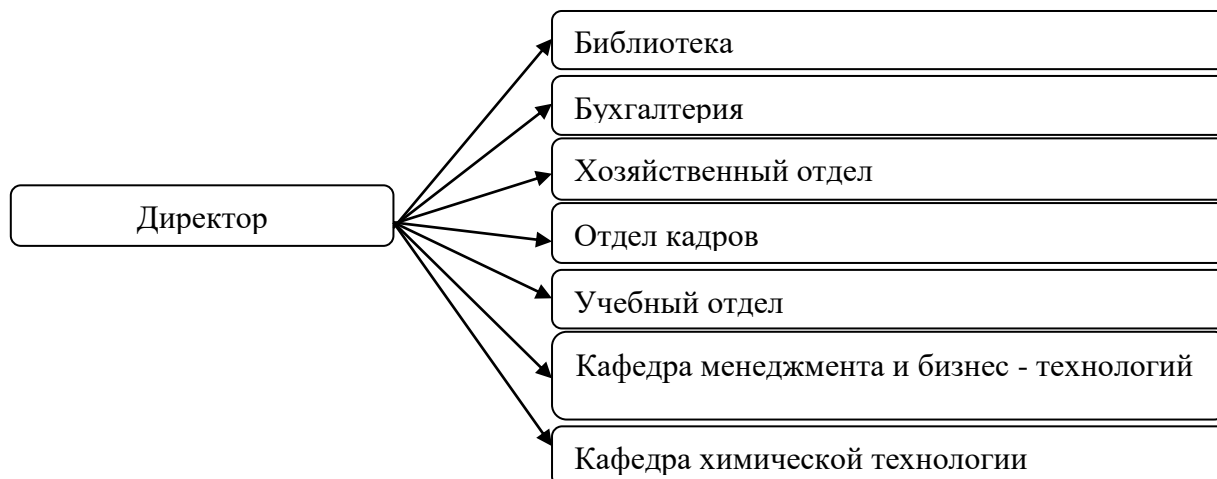 Библиотека
Бухгалтерия
Хозяйственный отдел
Директор
Отдел кадров
Учебный отдел
Кафедра менеджмента и бизнес - технологий
Кафедра химической технологии